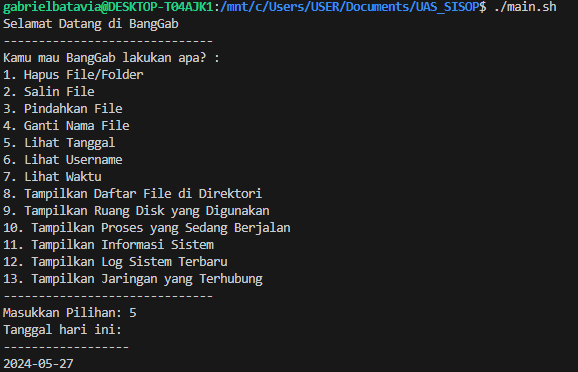 gabrielbatavia@DESKTOP-T04AJK1:/mnt/c/Users/USER/Documents/UAS_SISOP$ ./main.sh
Selamat Datang di BangGab
-----------------------------
Kamu mau BangGab lakukan apa? :
1. Hapus File/Folder
2. Salin File
3. Pindahkan File
4. Ganti Nama File
5. Lihat Tanggal
6. Lihat Username
7. Lihat Waktu
8. Tampilkan Daftar File di Direktori
9. Tampilkan Ruang Disk yang Digunakan
10. Tampilkan Proses yang Sedang Berjalan
11. Tampilkan Informasi Sistem
12. Tampilkan Log Sistem Terbaru
13. Tampilkan Jaringan yang Terhubung
-----------------------------
Masukkan Pilihan: 5
Tanggal hari ini:
------------------
2024-05-27